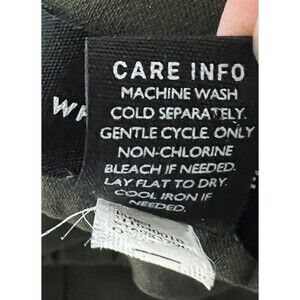 CARE INFO
MACHINE WASH
COLD SEPARATELY.
GENTLE CYCLE. ONLY
NON-CHLORINE
BLEACH IF NEEDED.
LAY FLAT TO DRY.
COOL IRON IF
NEEDED.